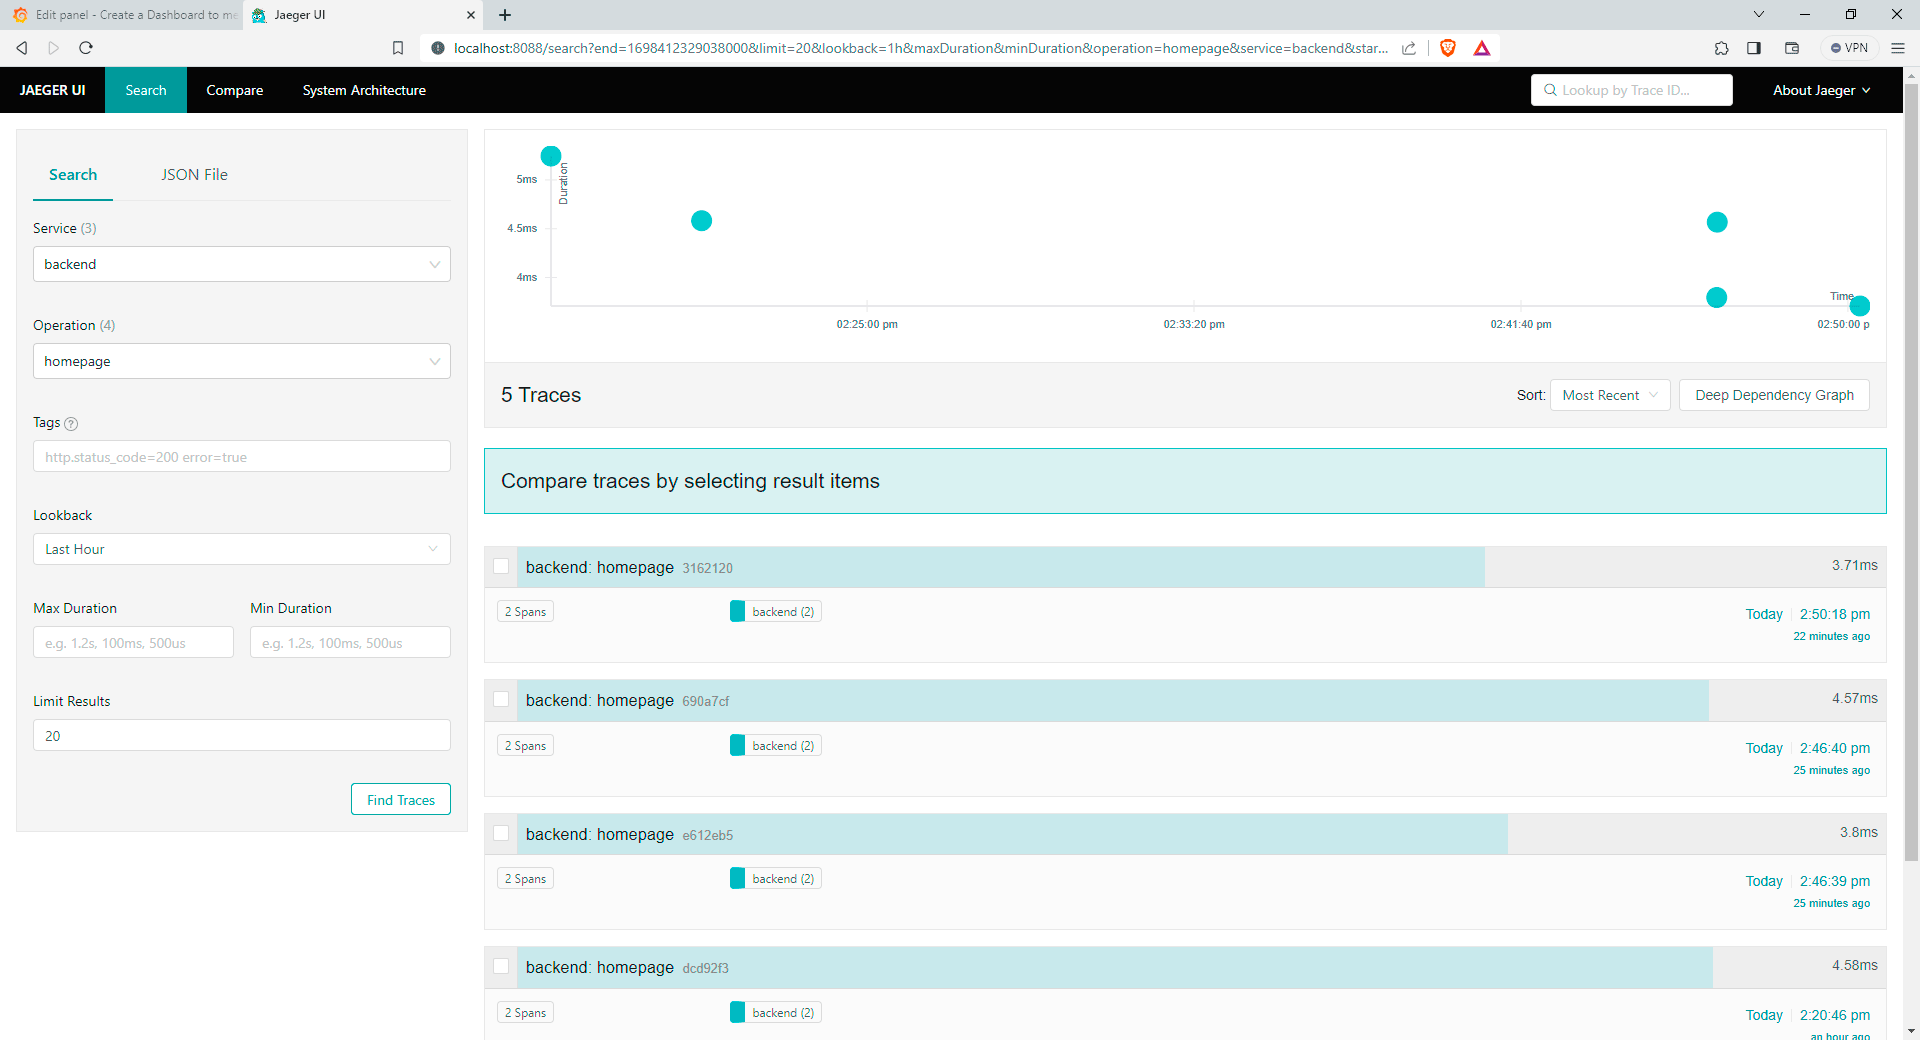 Edit panel - Create a Dashboard to me
Jaeger UI
localhost:8088/search?end=1698412329038000&limit=20&lookback=1h&maxDuration&minDuration&operation=homepage&service=backend&star...
VPN
JAEGER UI
Search
Compare
System Architecture
Lookup by Trace ID...
About Jaeger
Search
JSON File
Service (3)
backend
Operation (4)
homepage
Tags ?
http.status_code=200 error=true
Lookback
Last Hour
Max Duration
Min Duration
e.g. 1.2s, 100ms, 500us
e.g. 1.2s, 100ms, 500us
Limit Results
20
Find Traces
Duration
5ms
4.5ms
4ms
Time
02:25:00 pm
02:33:20 pm
02:41:40 pm
02:50:00 p
5 Traces
Sort:
Most Recent
Deep Dependency Graph
Compare traces by selecting result items
backend: homepage 3162120
3.71ms
2 Spans
backend (2)
Today
2:50:18 pm
22 minutes ago
backend: homepage 690a7cf
4.57ms
2 Spans
backend (2)
Today
2:46:40 pm
25 minutes ago
backend: homepage e612eb5
3.8ms
2 Spans
backend (2)
Today
2:46:39 pm
25 minutes ago
backend: homepage dcd92f3
4.58ms
2 Spans
backend (2)
Today
2:20:46 pm
an hour ago